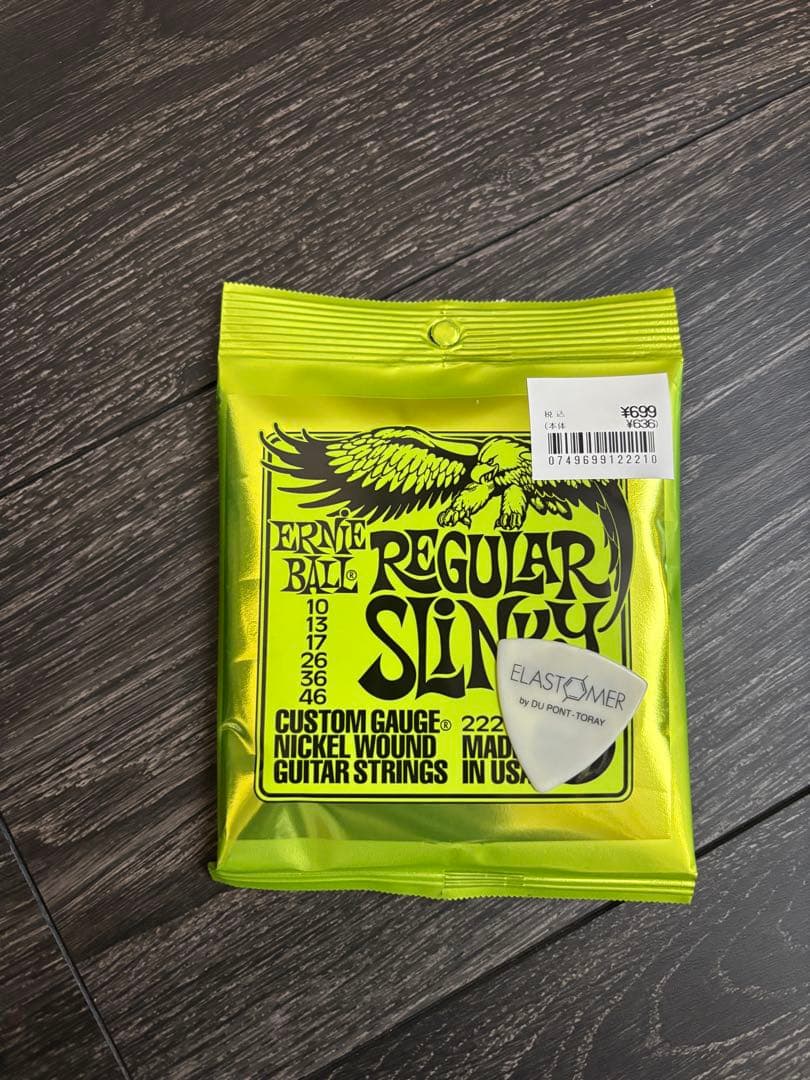 税込 ¥699
(本体 ¥636)
0749699122210
ERNIE
BALL®
REGULAR
SLINKY
10
13
17
26
36
46
CUSTOM GAUGE®
NICKEL WOUND
GUITAR STRINGS
222
MADE
IN USA
ELASTOMER
by DU PONT-TORAY